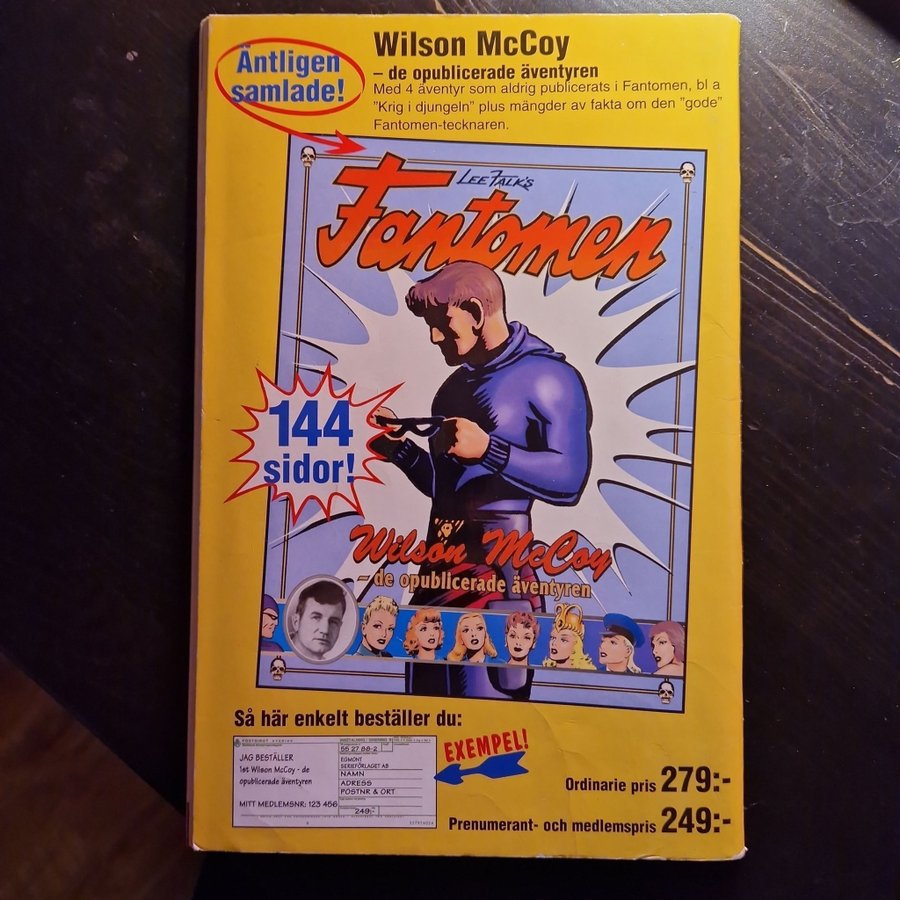 Äntligen
samlade!
Wilson McCoy
– de opublicerade äventyren
Med 4 äventyr som aldrig publicerats i Fantomen, bl a
"Krig i djungeln" plus mängder av fakta om den "gode"
Fantomen-tecknaren.
LEE FALK'S
Fantomen
144
sidor!
Wilson McCoy
– de opublicerade äventyren
Så här enkelt beställer du:
JAG BESTÄLLER
1st Wilson McCoy - de
opublicerade äventyren
MITT MEDLEMSNR: 123 456
55 27 88-2
EGMONT
SERIEFÖRLAGET AB
NAMN
ADRESS
POSTNR & ORT
249:-
EXEMPEL!
Ordinarie pris 279:-
Prenumerant- och medlemspris 249:-